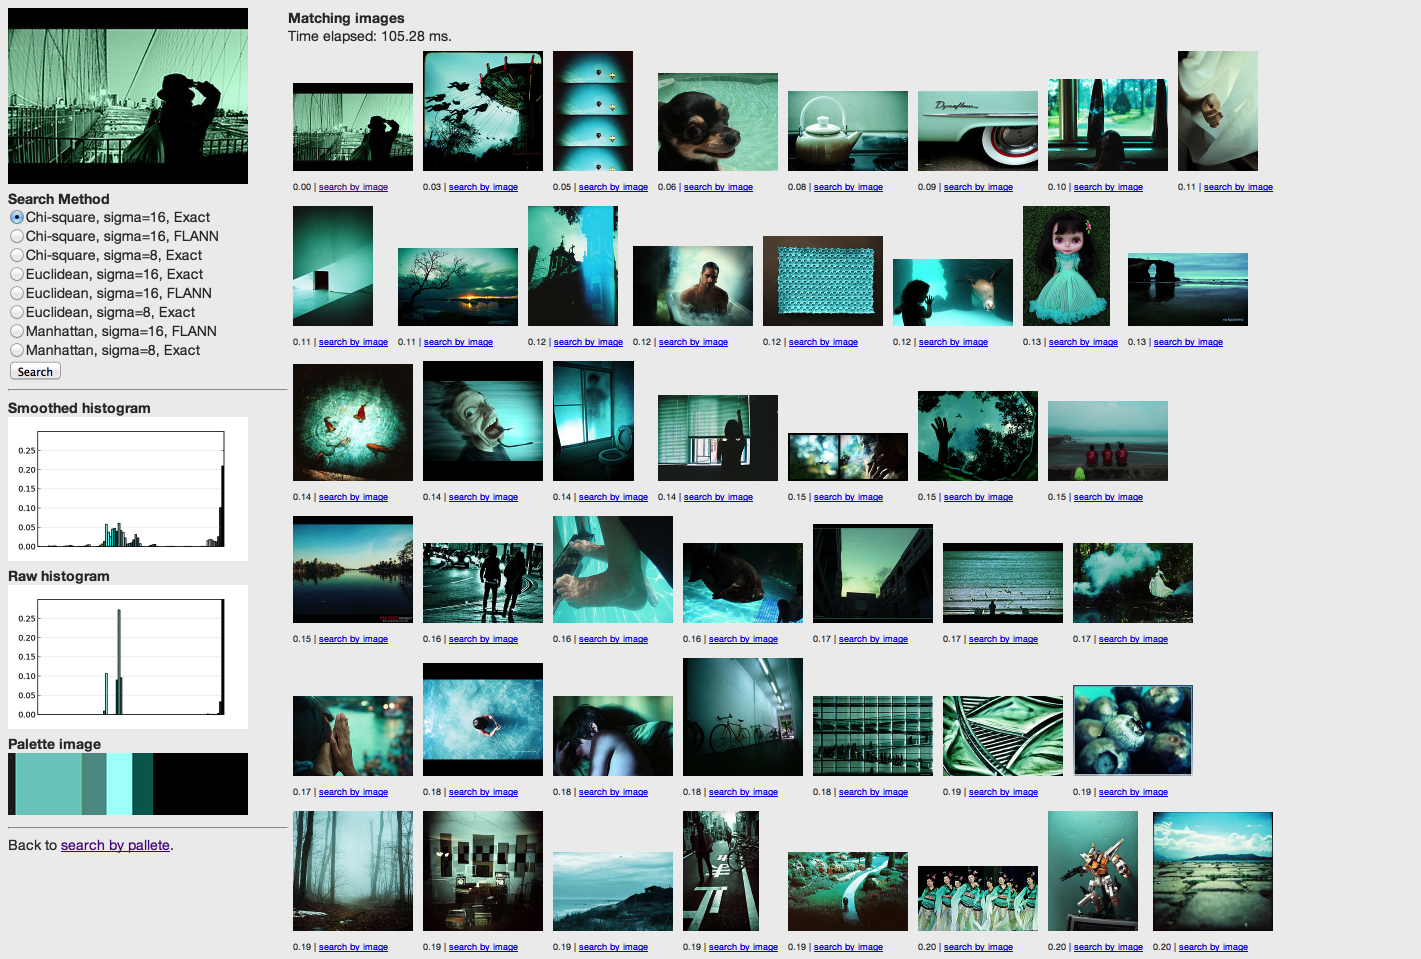 Matching images
Time elapsed: 105.28 ms.
Dynaflow
0.00 | search by image
0.03 | search by image
0.05 | search by image
0.06 | search by image
0.08 | search by image
0.09 | search by image
0.10 | search by image
0.11 | search by image
Search Method
Chi-square, sigma=16, Exact
Chi-square, sigma=16, FLANN
Chi-square, sigma=8, Exact
Euclidean, sigma=16, Exact
Euclidean, sigma=16, FLANN
Euclidean, sigma=8, Exact
Manhattan, sigma=16, FLANN
Manhattan, sigma=8, Exact
Search
0.11 | search by image
0.11 | search by image
0.12 | search by image
0.12 | search by image
0.12 | search by image
0.12 | search by image
0.13 | search by image
0.13 | search by image
Smoothed histogram
0.25
0.20
0.15
0.10
0.05
0.00
0.14 | search by image
0.14 | search by image
0.14 | search by image
0.14 | search by image
0.15 | search by image
0.15 | search by image
0.15 | search by image
Raw histogram
0.25
0.20
0.15
0.10
0.05
0.00
0.15 | search by image
0.16 | search by image
0.16 | search by image
0.16 | search by image
0.17 | search by image
0.17 | search by image
0.17 | search by image
Palette image
0.17 | search by image
0.18 | search by image
0.18 | search by image
0.18 | search by image
0.18 | search by image
0.19 | search by image
0.19 | search by image
Back to search by pallete.
0.19 | search by image
0.19 | search by image
0.19 | search by image
0.19 | search by image
0.19 | search by image
0.20 | search by image
0.20 | search by image
0.20 | search by image